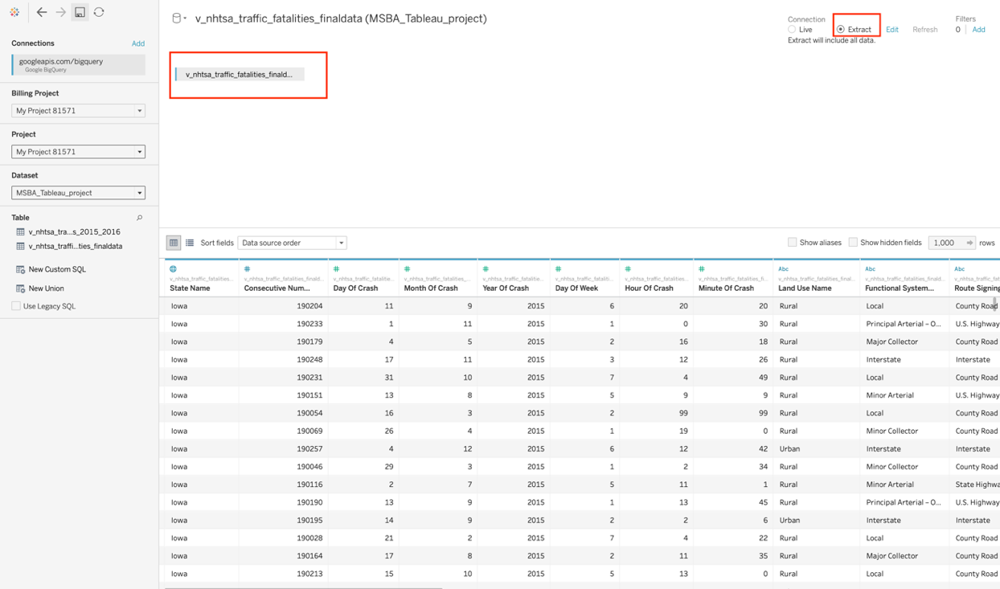 v_nhtsa_traffic_fatalities_finaldata (MSBA_Tableau_project)
Connection
Live
Extract
Edit
Refresh
Extract will include all data.
Filters
0 | Add
Connections
Add
googleapis.com/bigquery
Google BigQuery
Billing Project
My Project 81571
Project
My Project 81571
Dataset
MSBA_Tableau_project
Table
v_nhtsa_tra...s_2015_2016
v_nhtsa_traffi...ties_finaldata
New Custom SQL
New Union
Use Legacy SQL
v_nhtsa_traffic_fatalities_finald...
Sort fields
Data source order
Show aliases
Show hidden fields
1,000
rows
Abc Abc Abc
v_nhtsa_traffic_fatalities... v_nhtsa_traffic_fatalities_finald... v_nhtsa_traffic_fatalitie... v_nhtsa_traffic_fatalities_... v_nhtsa_traffic_fatalitie... v_nhtsa_traffic_fataliti... v_nhtsa_traffic_fatalitie... v_nhtsa_traffic_fatalities_fi... v_nhtsa_traffic_fatalities_final... v_nhtsa_traffic_fatalities_finald... v_nhtsa_traffic_fat
State Name Consecutive Num... Day Of Crash Month Of Crash Year Of Crash Day Of Week Hour Of Crash Minute Of Crash Land Use Name Functional System... Route Signing
Iowa 190204 11 9 2015 6 20 20 Rural Local County Road
Iowa 190233 1 11 2015 1 0 30 Rural Principal Arterial – O... U.S. Highway
Iowa 190179 4 5 2015 2 16 18 Rural Major Collector County Road
Iowa 190248 17 11 2015 3 12 26 Rural Interstate Interstate
Iowa 190231 31 10 2015 7 4 49 Rural Local County Road
Iowa 190151 13 8 2015 5 9 9 Rural Minor Arterial U.S. Highway
Iowa 190054 16 3 2015 2 99 99 Rural Local County Road
Iowa 190069 26 4 2015 1 19 0 Rural Minor Collector County Road
Iowa 190257 4 12 2015 6 12 42 Urban Interstate Interstate
Iowa 190046 29 3 2015 1 2 34 Rural Minor Collector County Road
Iowa 190116 2 7 2015 5 11 1 Rural Minor Arterial State Highwa
Iowa 190190 13 9 2015 1 13 45 Rural Principal Arterial – O... U.S. Highway
Iowa 190195 14 9 2015 2 2 6 Urban Interstate Interstate
Iowa 190028 21 2 2015 7 4 22 Rural Local County Road
Iowa 190164 17 8 2015 2 11 35 Rural Major Collector County Road
Iowa 190213 15 10 2015 5 13 0 Rural Local County Road